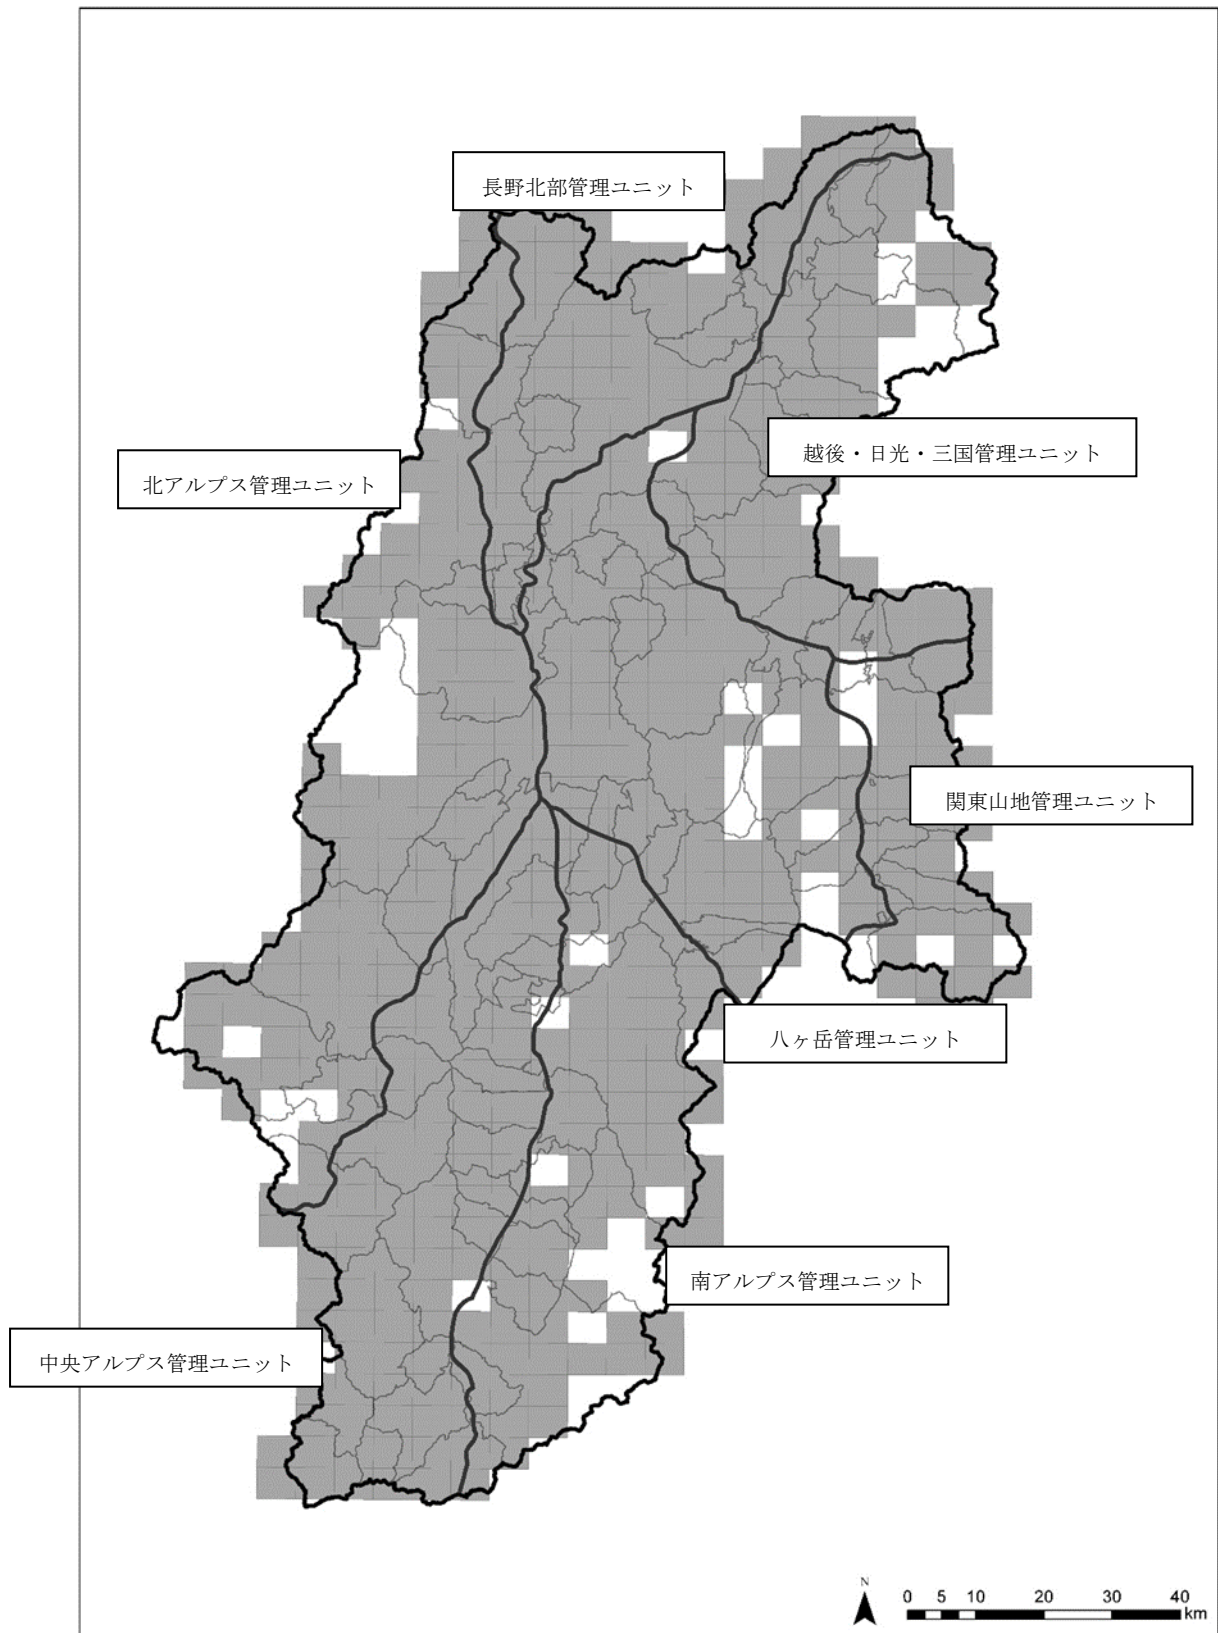 長野北部管理ユニット
越後・日光・三国管理ユニット
北アルプス管理ユニット
関東山地管理ユニット
八ヶ岳管理ユニット
南アルプス管理ユニット
中央アルプス管理ユニット
N
0 5 10 20 30 40
km